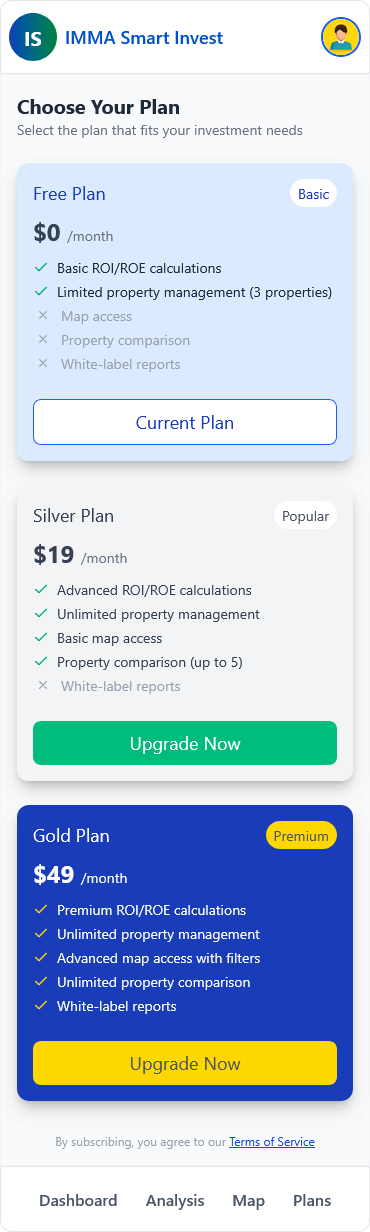 IS
IMMA Smart Invest
Choose Your Plan
Select the plan that fits your investment needs
Free Plan
Basic
$0 /month
Basic ROI/ROE calculations
Limited property management (3 properties)
Map access
Property comparison
White-label reports
Current Plan
Silver Plan
Popular
$19 /month
Advanced ROI/ROE calculations
Unlimited property management
Basic map access
Property comparison (up to 5)
White-label reports
Upgrade Now
Gold Plan
Premium
$49 /month
Premium ROI/ROE calculations
Unlimited property management
Advanced map access with filters
Unlimited property comparison
White-label reports
Upgrade Now
By subscribing, you agree to our Terms of Service
Dashboard Analysis Map Plans